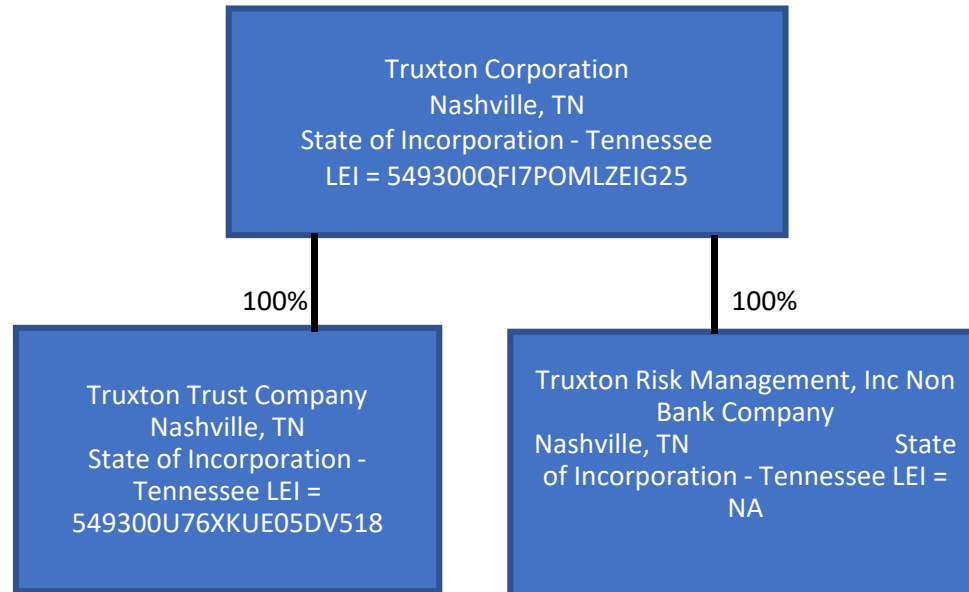 Truxton Corporation
Nashville, TN
State of Incorporation - Tennessee
LEI = 549300QFI7POMLZEIG25
100%
100%
Truxton Trust Company
Nashville, TN
State of Incorporation -
Tennessee LEI =
549300U76XKUE05DV518
Truxton Risk Management, Inc Non
Bank Company
Nashville, TN State
of Incorporation - Tennessee LEI =
NA